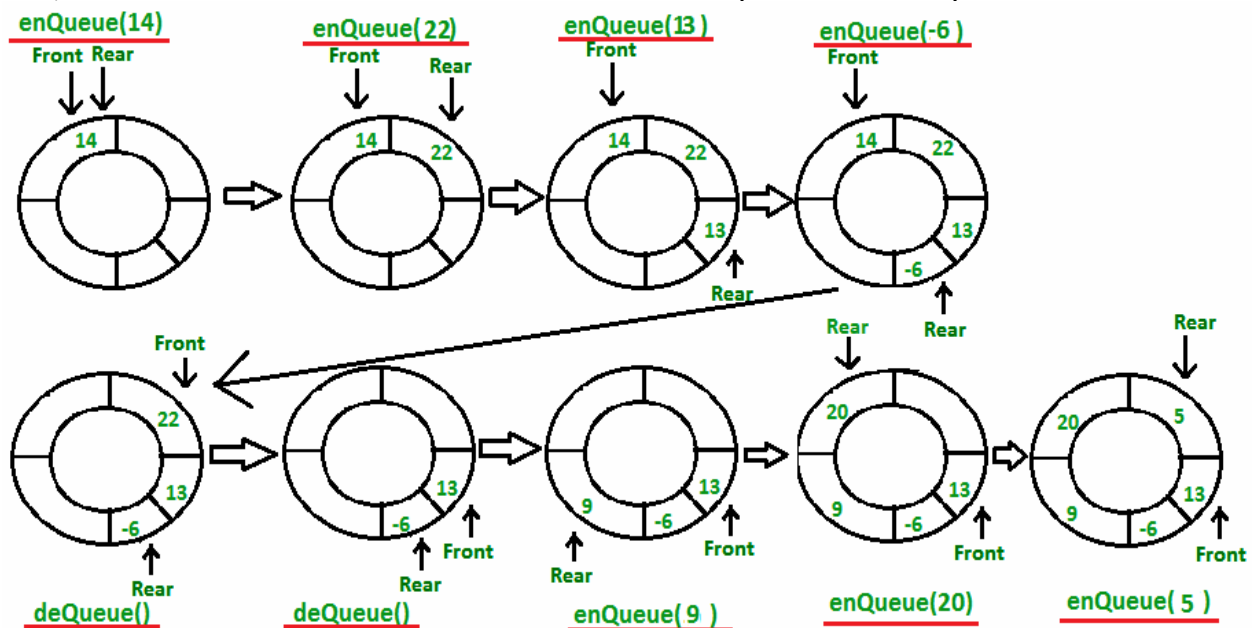 enQueue(14)
enQueue(22)
enQueue(13)
enQueue(-6 )
Front Rear
Front
Rear
Front
Front
14
14
22
14
22
14
22
13
13
-6
Rear
Rear
Front
Rear
Rear
22
20
20
5
13
13
13
13
13
-6
-6
9
-6
9
-6
9
-6
Rear
Rear
Front
Rear
Front
Front
Front
deQueue()
deQueue()
enQueue(9 )
enQueue(20)
enQueue( 5 )